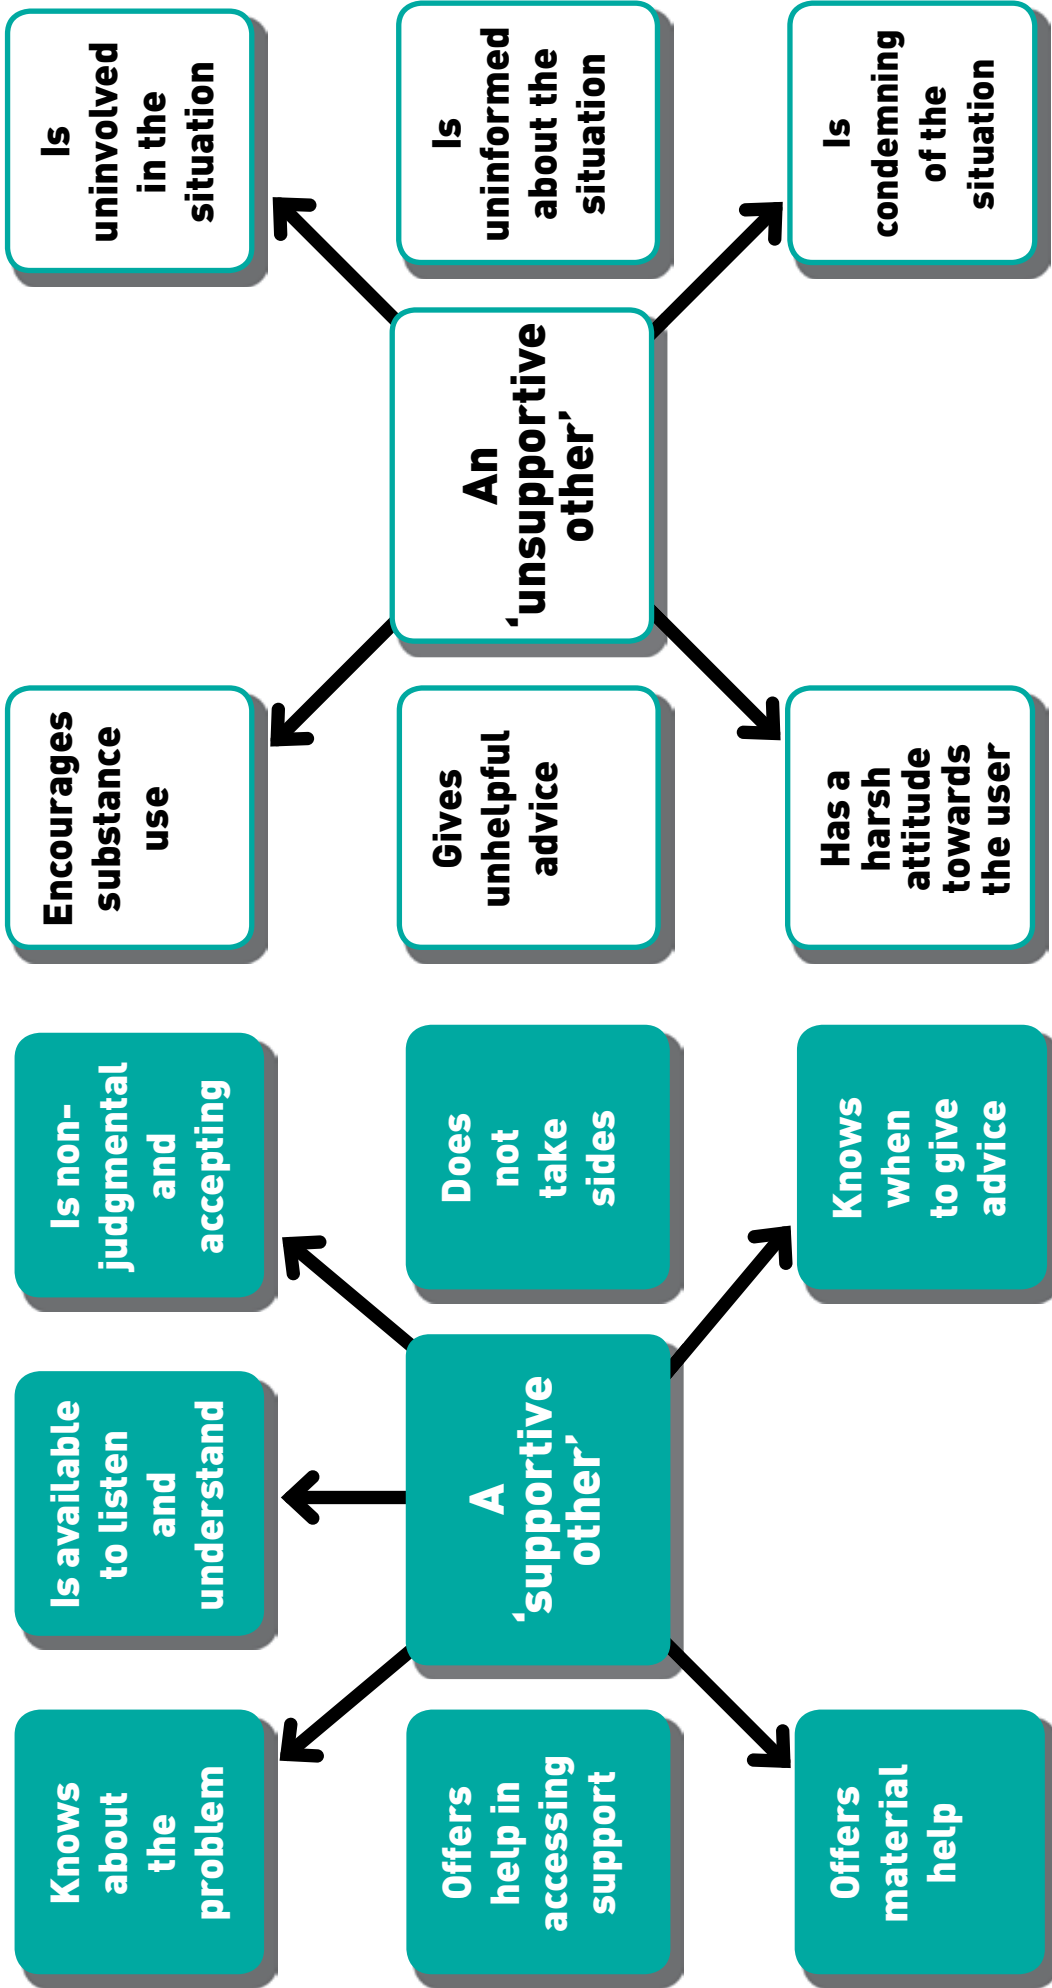 Knows
about
the
problem
Is available
to listen
and
understand
Is non-
judgmental
and
accepting
Offers
help in
accessing
support
A
‘supportive
other’
Does
not
take
sides
Offers
material
help
Knows
when
to give
advice
Encourages
substance
use
Is
uninvolved
in the
situation
Gives
unhelpful
advice
An
‘unsupportive
other’
Is
uninformed
about the
situation
Has a
harsh
attitude
towards
the user
Is
condemning
of the
situation